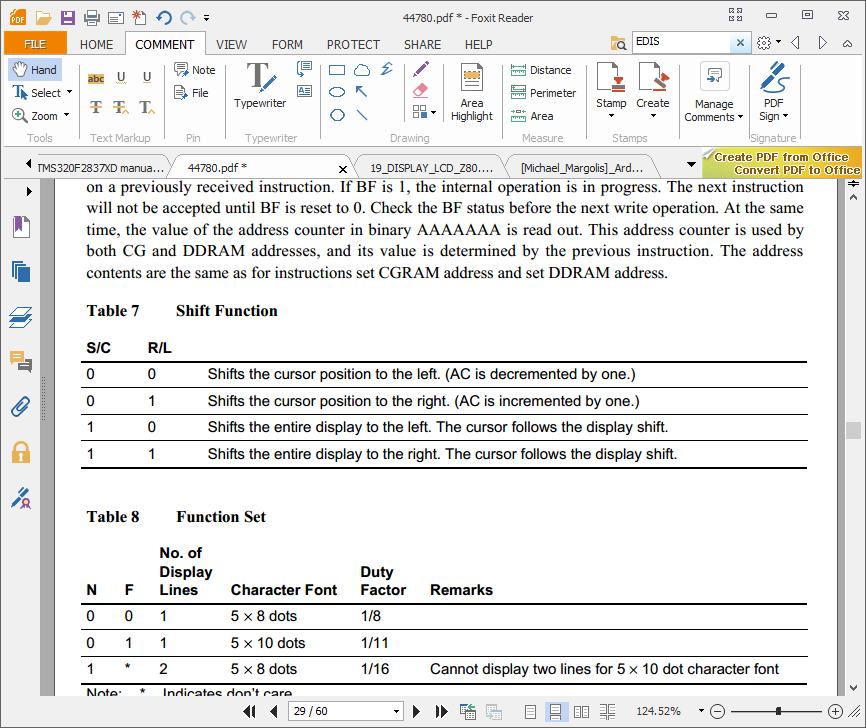 44780.pdf * - Foxit Reader
FILE HOME COMMENT VIEW FORM PROTECT SHARE HELP EDIS
Hand
Select
Zoom
Tools
abc U U
T T T
Text Markup
Note
File
Pin
Typewriter
Typewriter
Drawing
Area
Highlight
Distance
Perimeter
Area
Measure
Stamp Create
Stamps
Manage
Comments
PDF
Sign
Signature
TMS320F2837XD manua... 44780.pdf * 19_DISPLAY_LCD_Z80.... [Michael_Margolis]_Ard...
Create PDF from Office
Convert PDF to Office
on a previously received instruction. If BF is 1, the internal operation is in progress. The next instruction
will not be accepted until BF is reset to 0. Check the BF status before the next write operation. At the same
time, the value of the address counter in binary AAAAAAA is read out. This address counter is used by
both CG and DDRAM addresses, and its value is determined by the previous instruction. The address
contents are the same as for instructions set CGRAM address and set DDRAM address.
Table 7 Shift Function
S/C R/L
0 0 Shifts the cursor position to the left. (AC is decremented by one.)
0 1 Shifts the cursor position to the right. (AC is incremented by one.)
1 0 Shifts the entire display to the left. The cursor follows the display shift.
1 1 Shifts the entire display to the right. The cursor follows the display shift.
Table 8 Function Set
No. of
Display Duty
N F Lines Character Font Factor Remarks
0 0 1 5 × 8 dots 1/8
0 1 1 5 × 10 dots 1/11
1 * 2 5 × 8 dots 1/16 Cannot display two lines for 5 × 10 dot character font
Note: * Indicates don't care.
29 / 60 124.52%